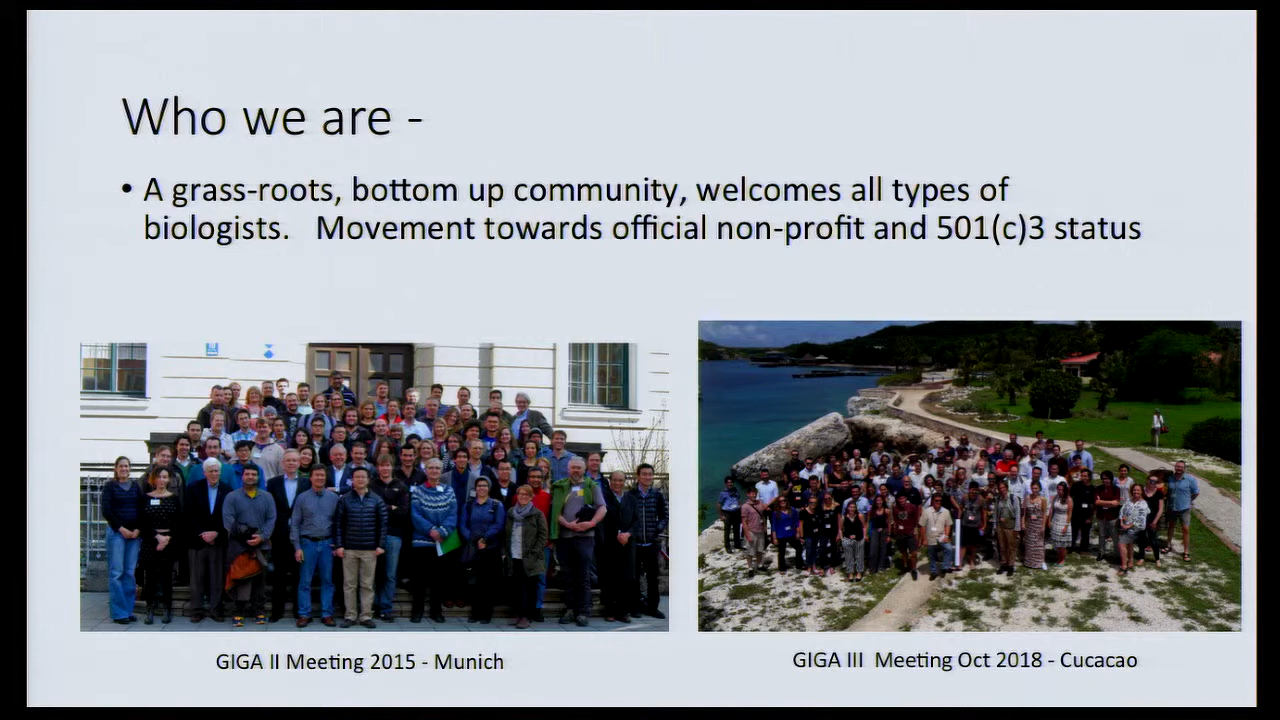 Who we are -
• A grass-roots, bottom up community, welcomes all types of
biologists.   Movement towards official non-profit and 501(c)3 status
GIGA II Meeting 2015 - Munich
GIGA III  Meeting Oct 2018 - Cucacao